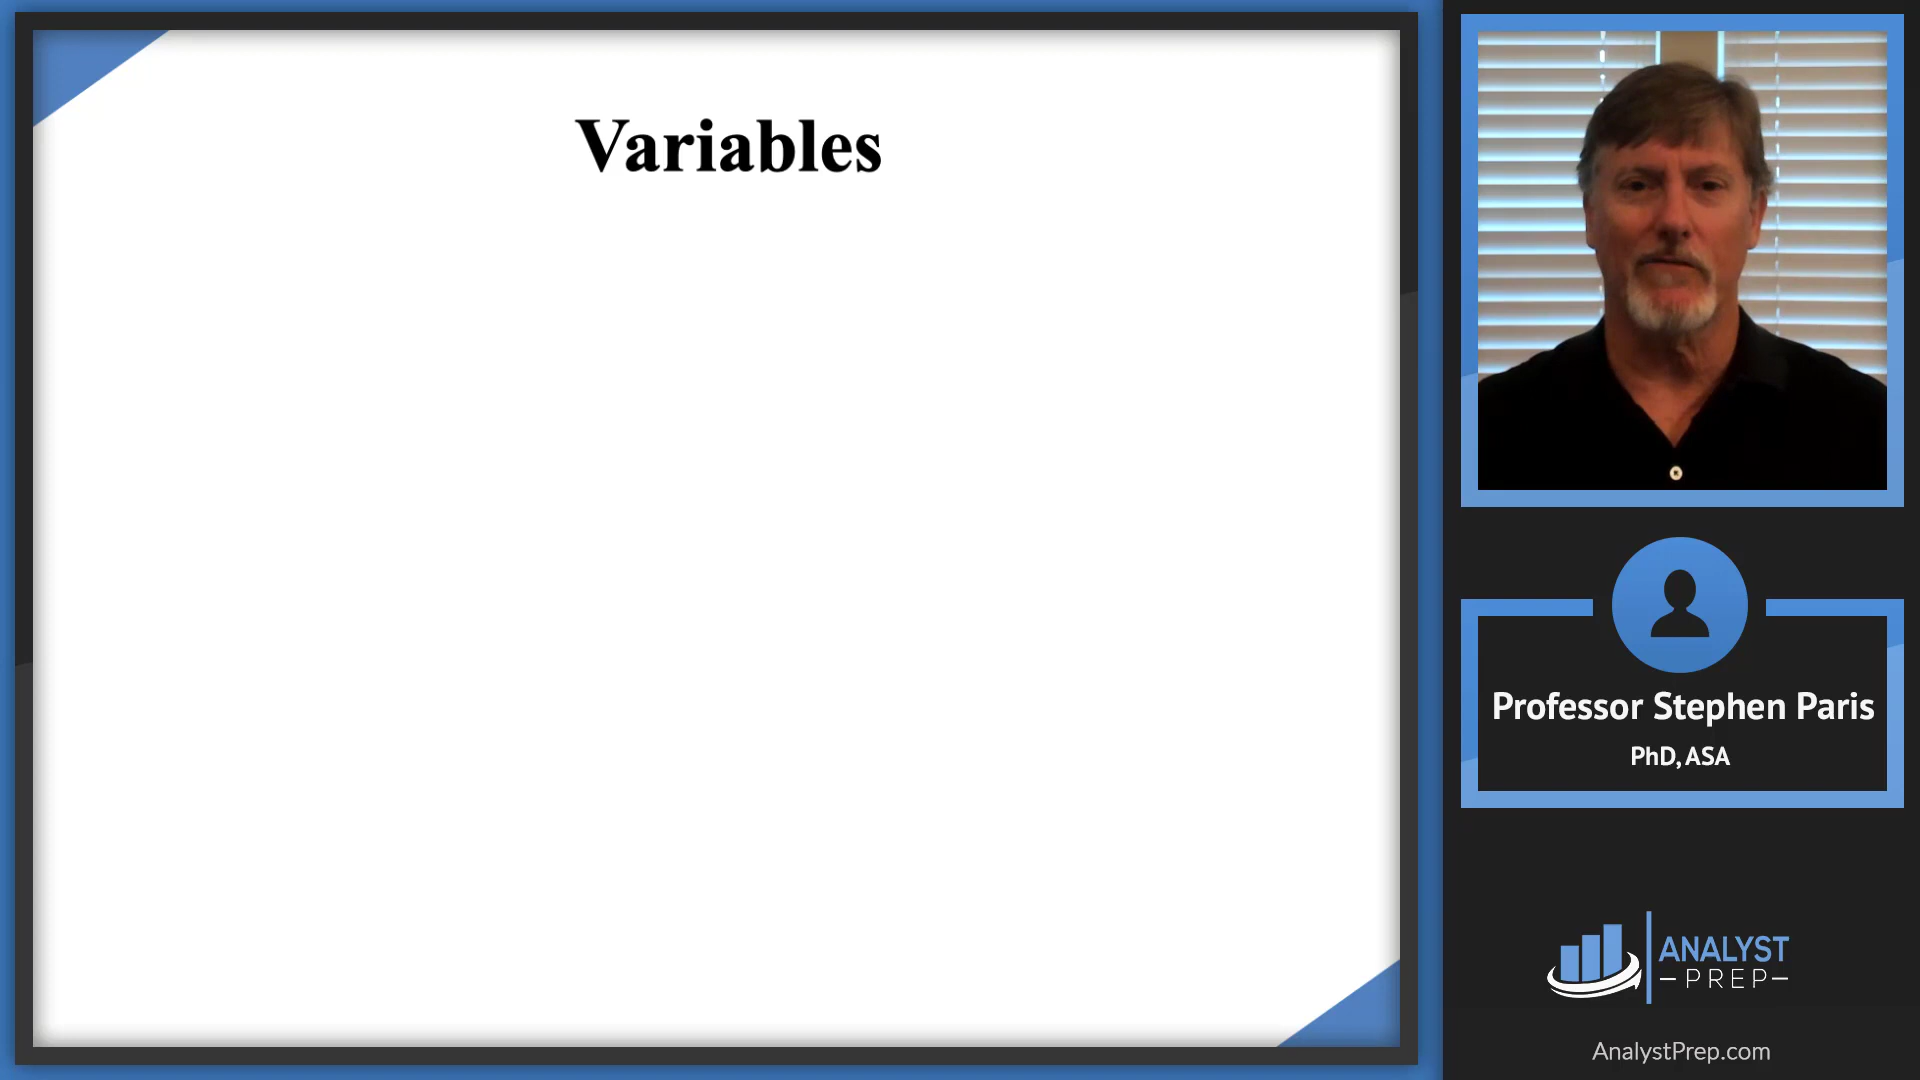 Variables
Professor Stephen Paris
PhD, ASA
ANALYST
PREP
AnalystPrep.com